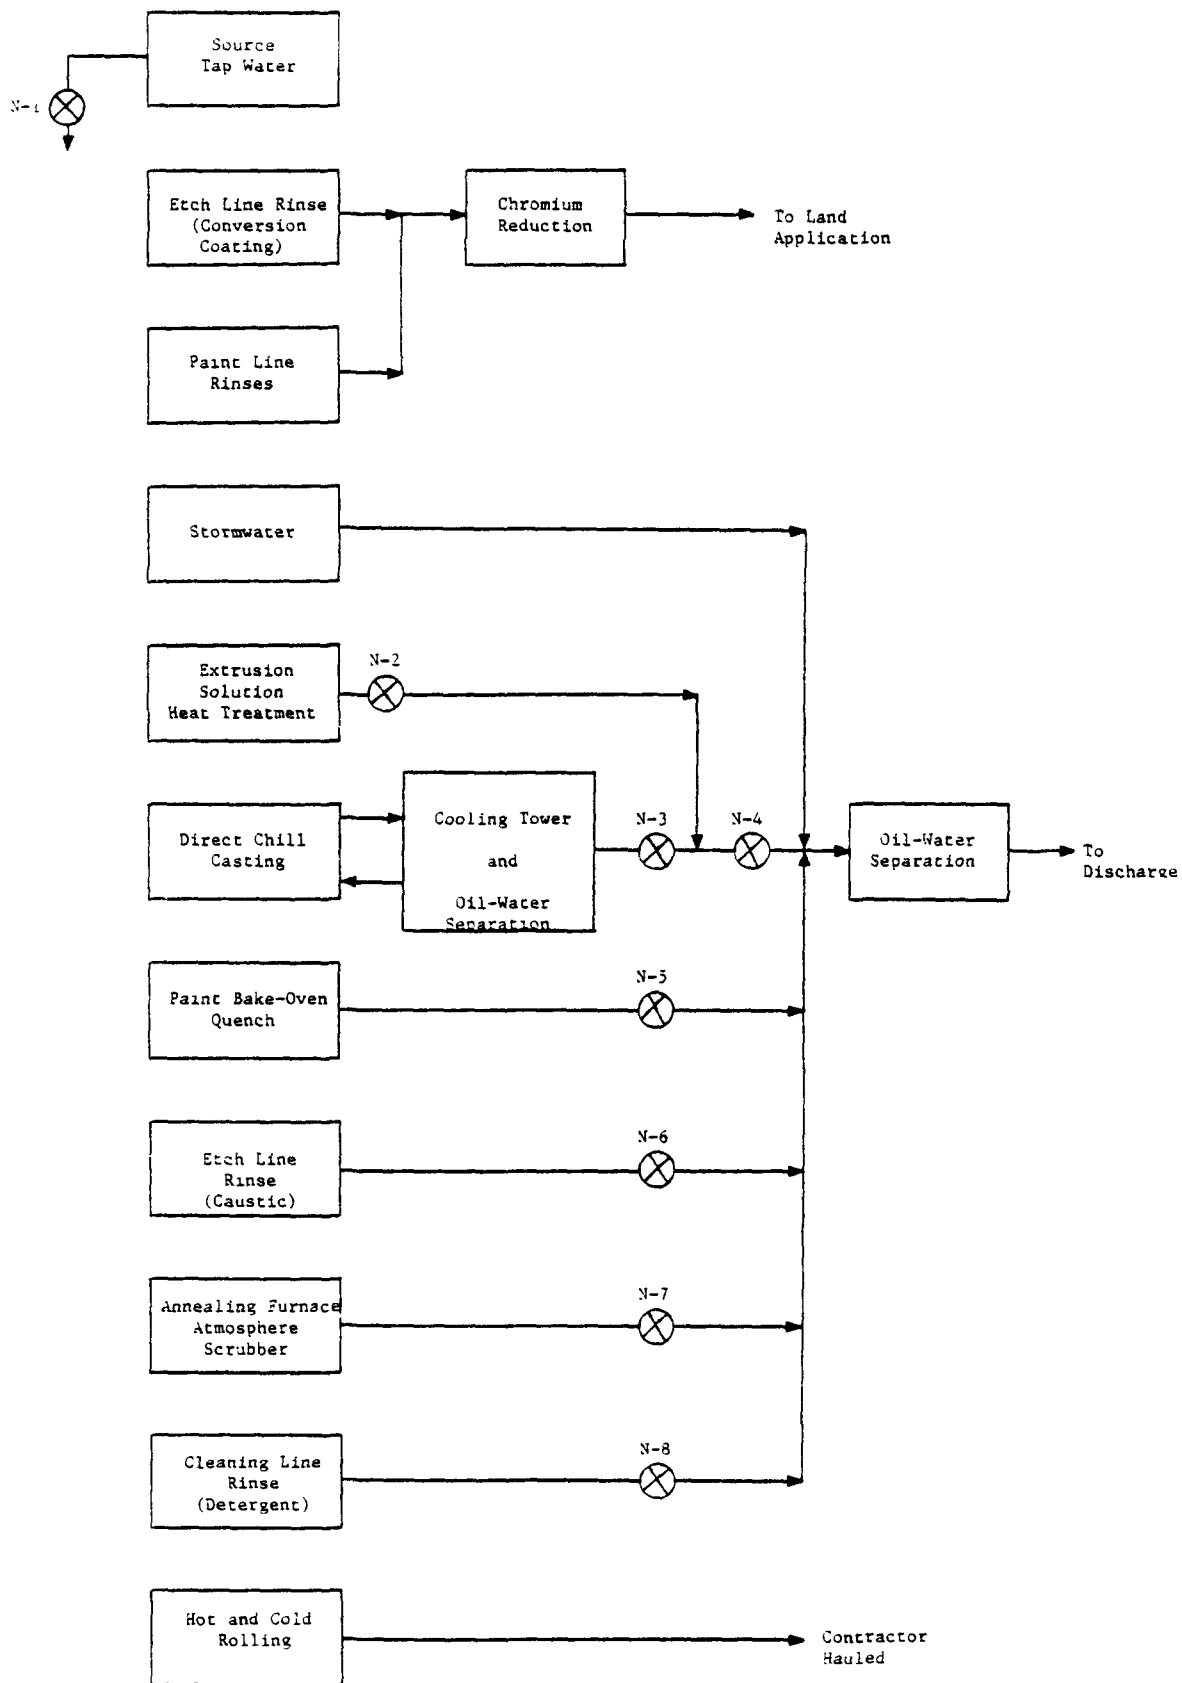 Source
Tap Water
N-1
Etch Line Rinse
(Conversion
Coating)
Chromium
Reduction
To Land
Application
Paint Line
Rinses
Stormwater
Extrusion
Solution
Heat Treatment
N-2
Direct Chill
Casting
Cooling Tower
and
Oil-Water
Separation
N-3
N-4
Oil-Water
Separation
To
Discharge
Paint Bake-Oven
Quench
N-5
Etch Line
Rinse
(Caustic)
N-6
Annealing Furnace
Atmosphere
Scrubber
N-7
Cleaning Line
Rinse
(Detergent)
N-8
Hot and Cold
Rolling
Contractor
Hauled